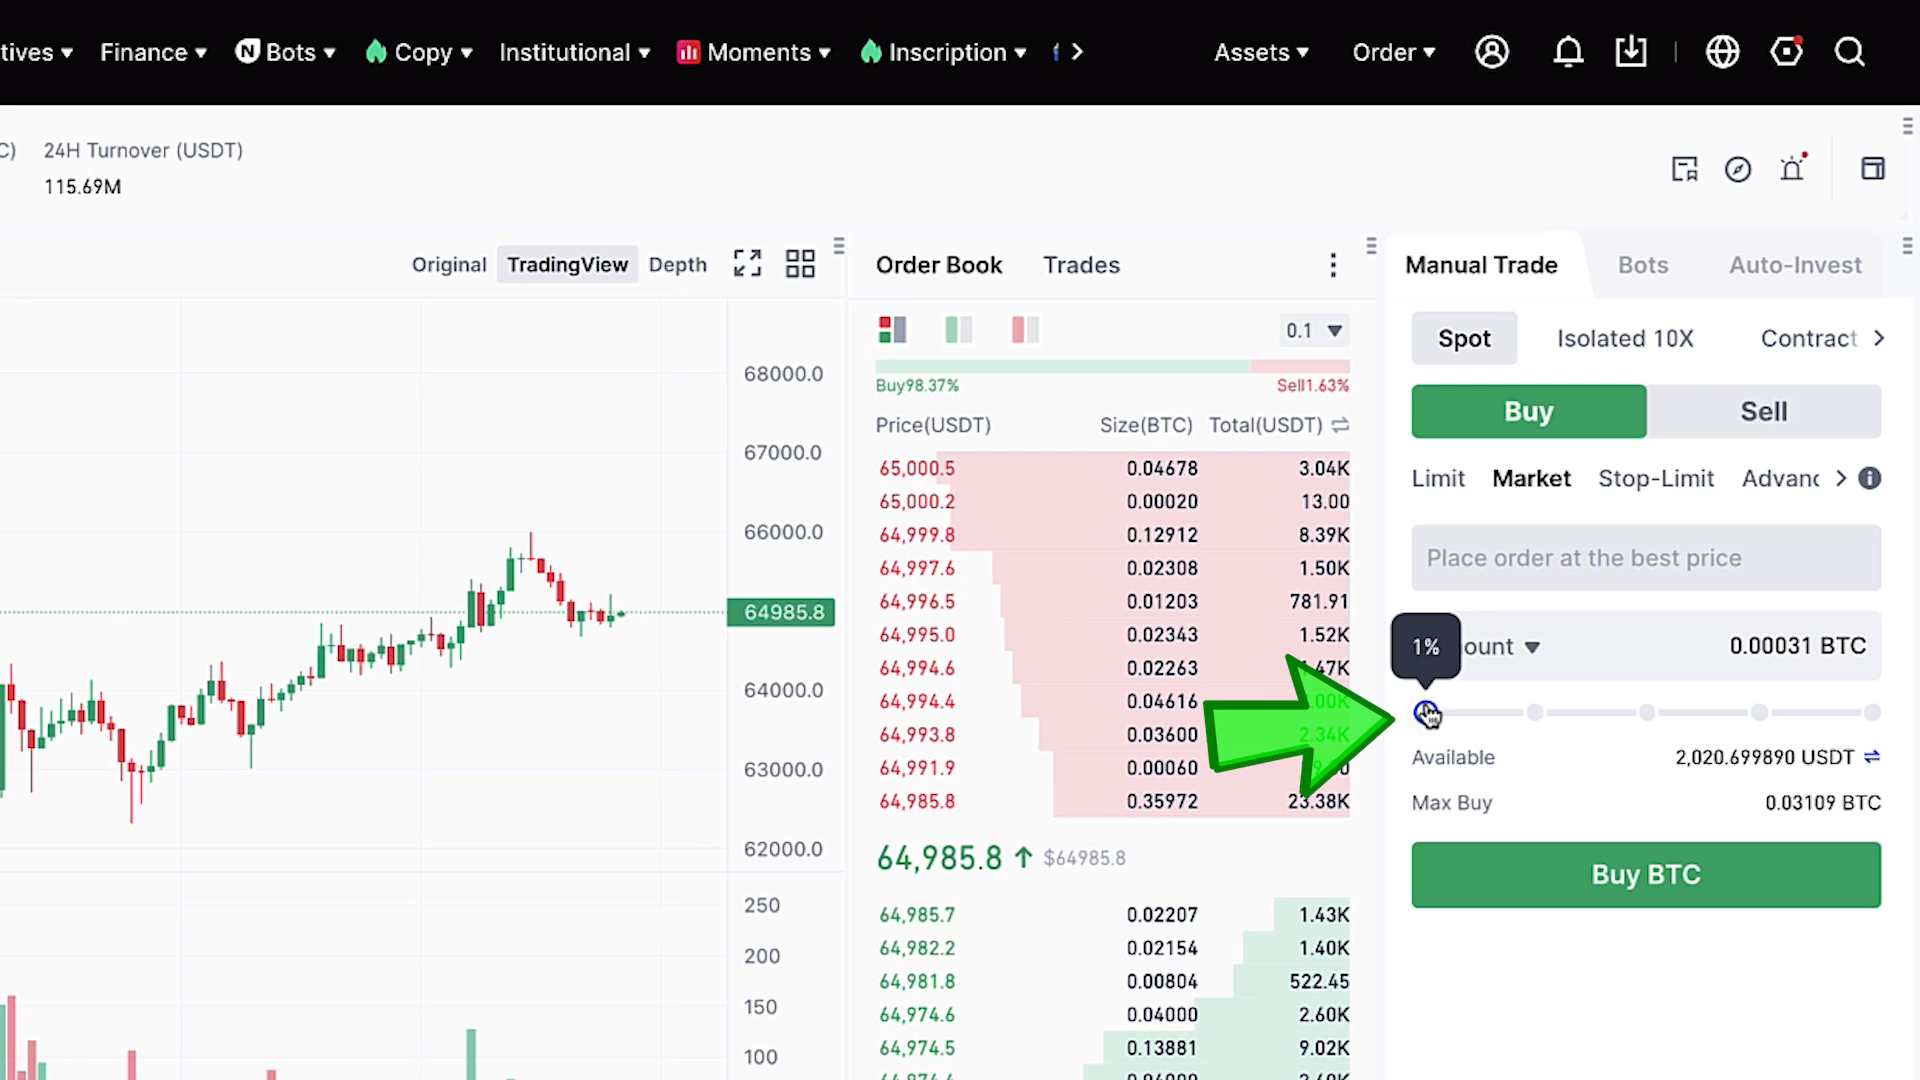 tives Finance Bots Copy Institutional Moments Inscription Assets Order
C) 24H Turnover (USDT)
115.69M
Original TradingView Depth
68000.0
67000.0
66000.0
64985.8
64000.0
63000.0
62000.0
250
200
150
100
Order Book Trades
0.1
Buy98.37% Sell1.63%
Price(USDT) Size(BTC) Total(USDT)
65,000.5 0.04678 3.04K
65,000.2 0.00020 13.00
64,999.8 0.12912 8.39K
64,997.6 0.02308 1.50K
64,996.5 0.01203 781.91
64,995.0 0.02343 1.52K
64,994.6 0.02263 .47K
64,994.4 0.04616 .00K
64,993.8 0.03600 2.34K
64,991.9 0.00060
64,985.8 0.35972 23.38K
64,985.8 $64985.8
64,985.7 0.02207 1.43K
64,982.2 0.02154 1.40K
64,981.8 0.00804 522.45
64,974.6 0.04000 2.60K
64,974.5 0.13881 9.02K
Manual Trade Bots Auto-Invest
Spot Isolated 10X Contract
Buy Sell
Limit Market Stop-Limit Advanc
Place order at the best price
1% ount 0.00031 BTC
Available 2,020.699890 USDT
Max Buy 0.03109 BTC
Buy BTC